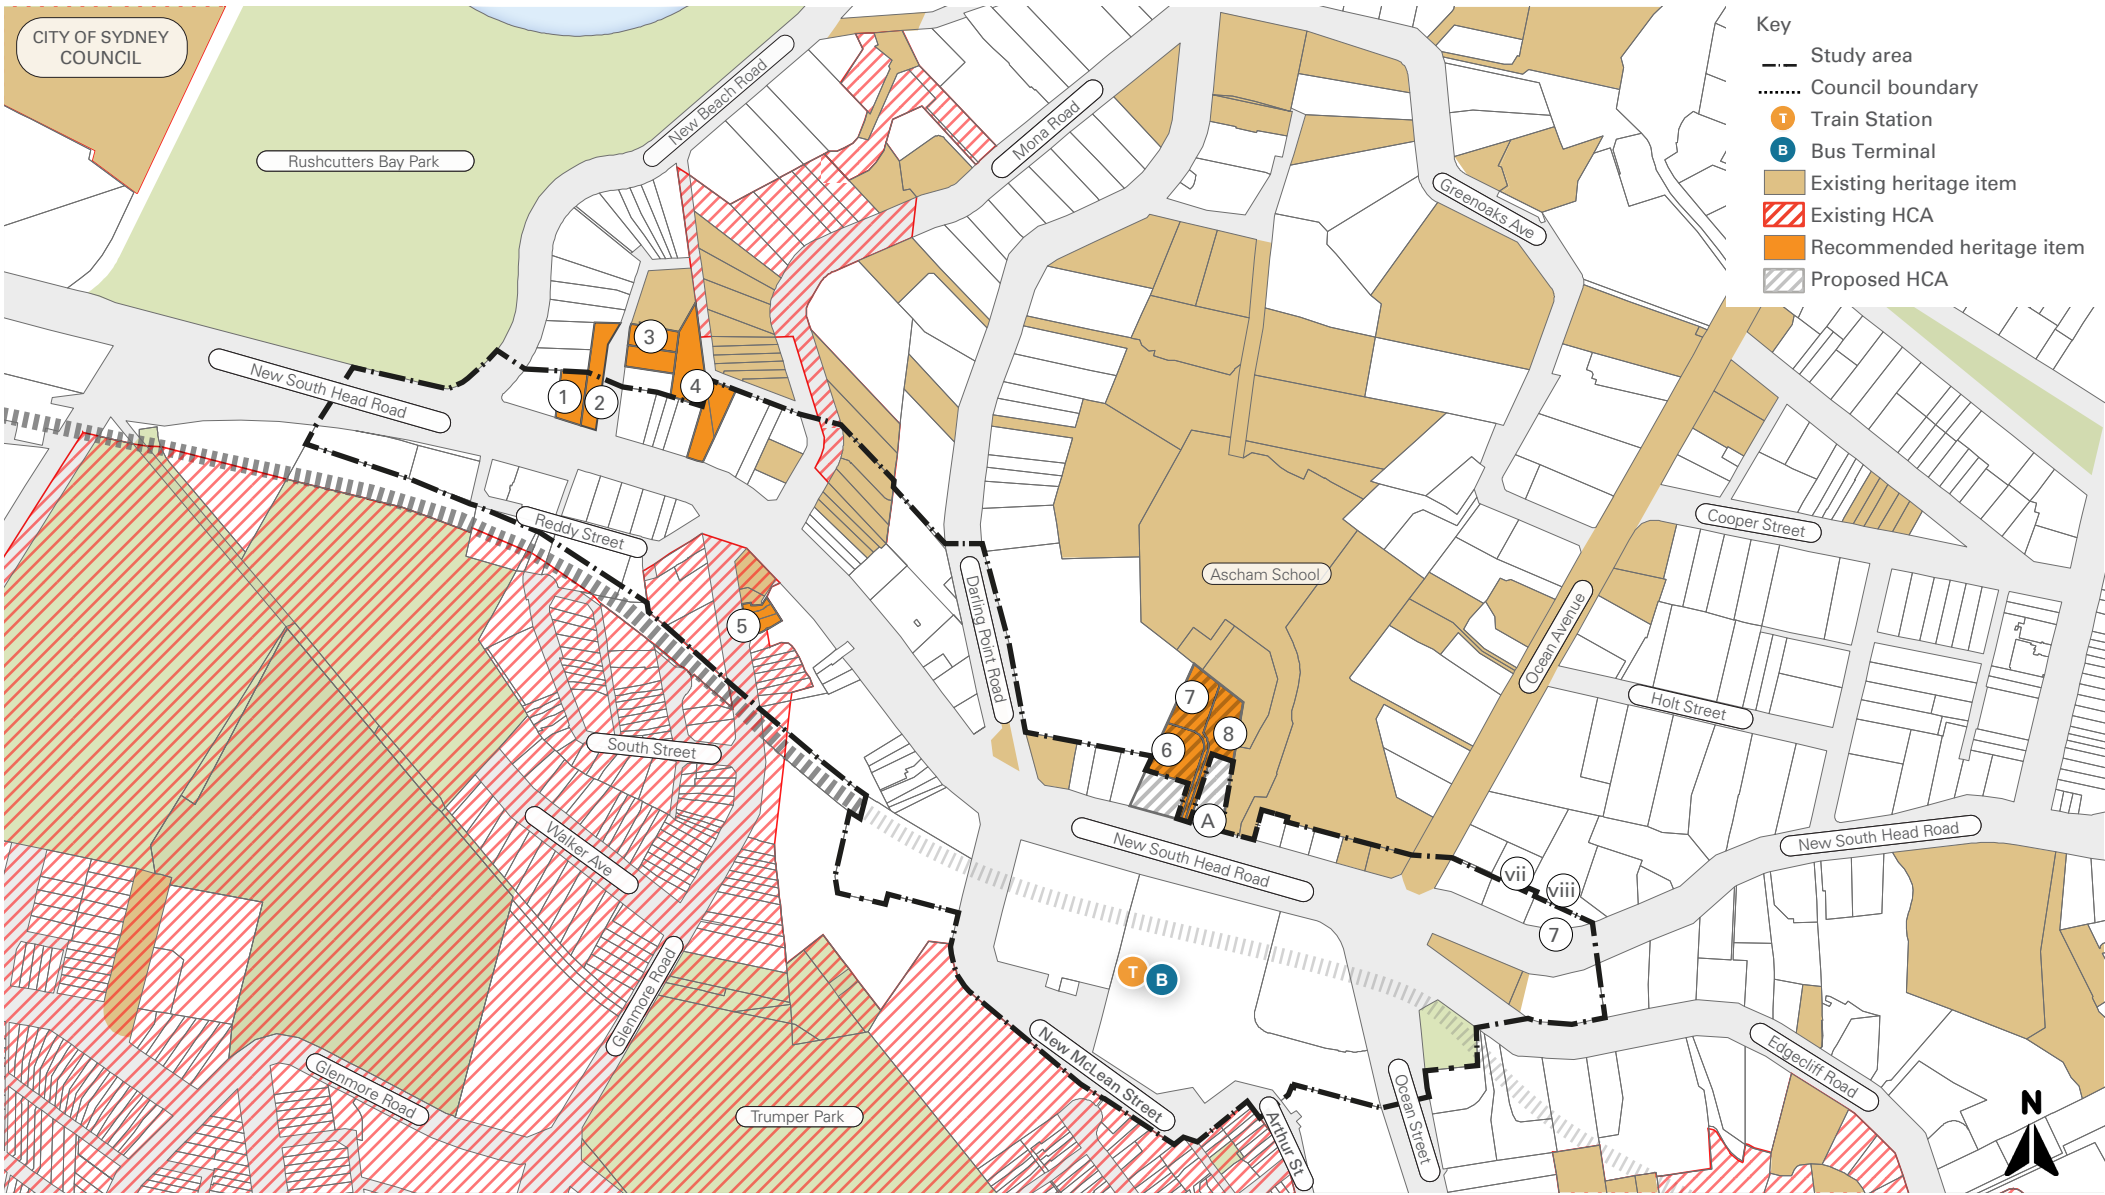 CITY OF SYDNEY
COUNCIL
Rushcutters Bay Park
New Beach Road
Mona Road
Greenoaks Ave
Key
Study area
Council boundary
T
Train Station
B
Bus Terminal
Existing heritage item
Existing HCA
Recommended heritage item
Proposed HCA
New South Head Road
3
4
1
2
Reddy Street
5
Darling Point Road
Ascham School
Cooper Street
Ocean Avenue
Holt Street
7
8
6
A
South Street
Walker Ave
New South Head Road
New South Head Road
vii
viii
7
Glenmore Road
T
B
New McLean Street
Glenmore Road
Trumper Park
Arthur St
Ocean Street
Edgecliff Road
N